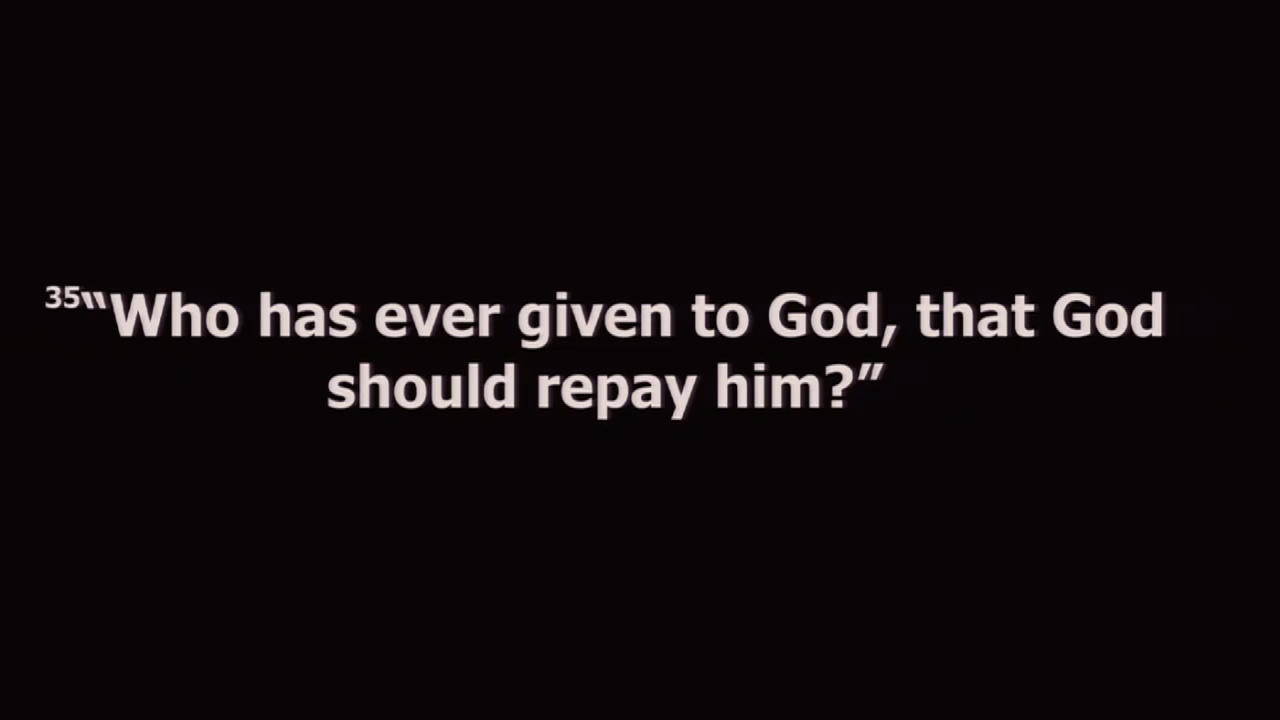 ³⁵“Who has ever given to God, that God
should repay him?”